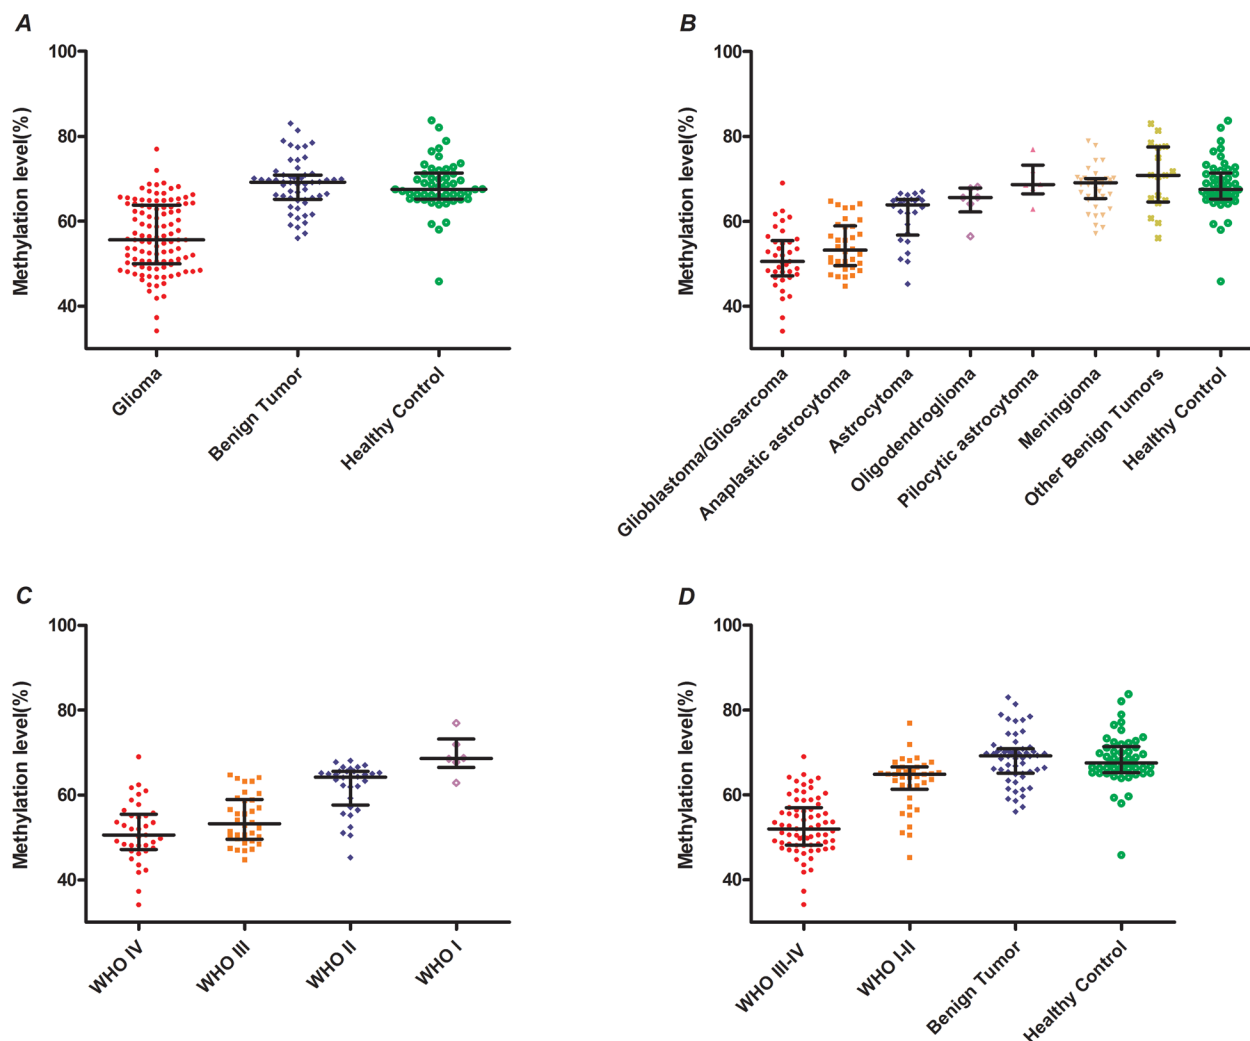 A
Methylation level(%)
100
80
60
40
Glioma
Benign Tumor
Healthy Control
B
Methylation level(%)
100
80
60
40
Glioblastoma/Gliosarcoma
Anaplastic astrocytoma
Astrocytoma
Oligodendroglioma
Pilocytic astrocytoma
Meningioma
Other Benign Tumors
Healthy Control
C
Methylation level(%)
100
80
60
40
WHO IV
WHO III
WHO II
WHO I
D
Methylation level(%)
100
80
60
40
WHO III-IV
WHO I-II
Benign Tumor
Healthy Control